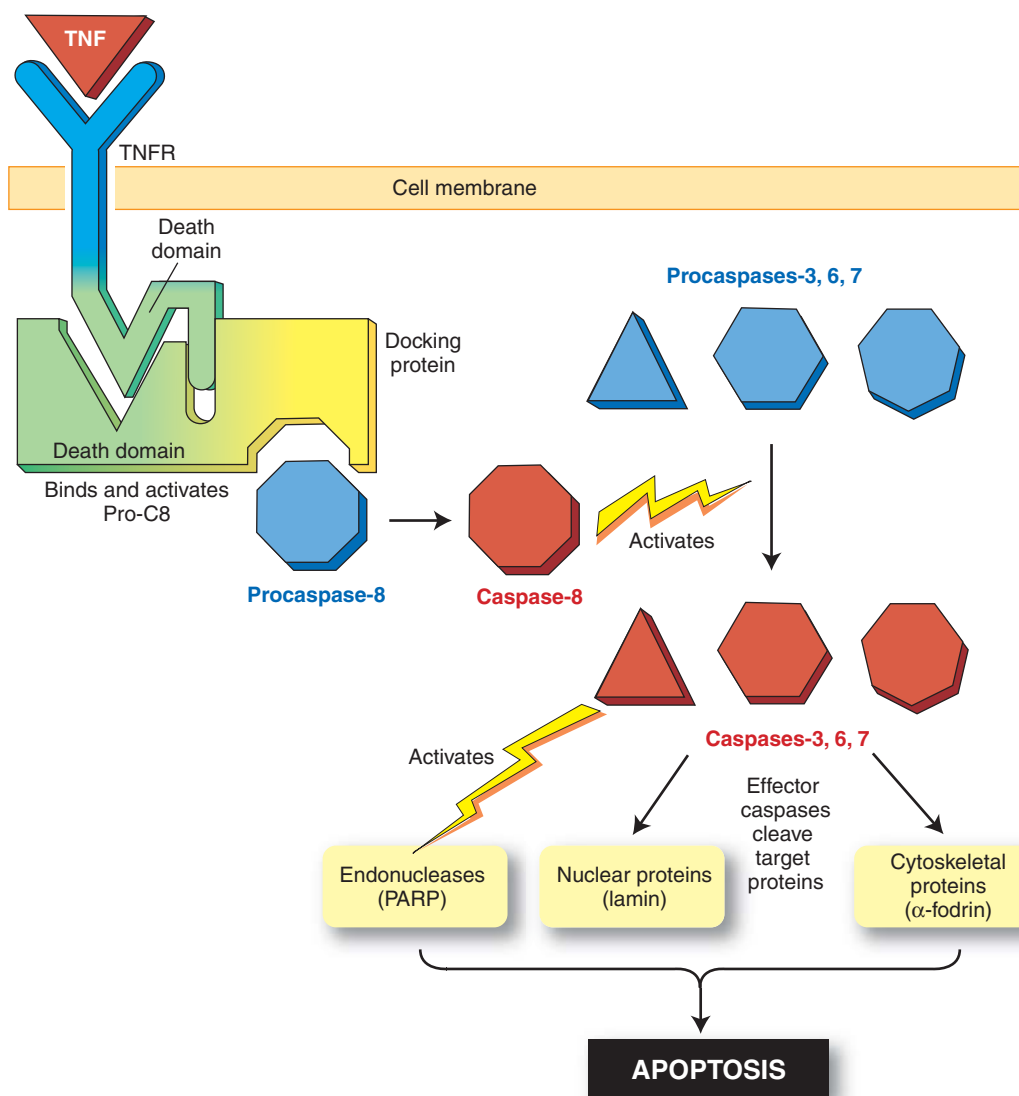 TNF
TNFR
Cell membrane
Death
domain
Procaspases-3, 6, 7
Docking
protein
Death domain
Binds and activates
Pro-C8
Activates
Procaspase-8
Caspase-8
Caspases-3, 6, 7
Activates
Effector
caspases
cleave
target
proteins
Endonucleases
(PARP)
Nuclear proteins
(lamin)
Cytoskeletal
proteins
(α-fodrin)
APOPTOSIS